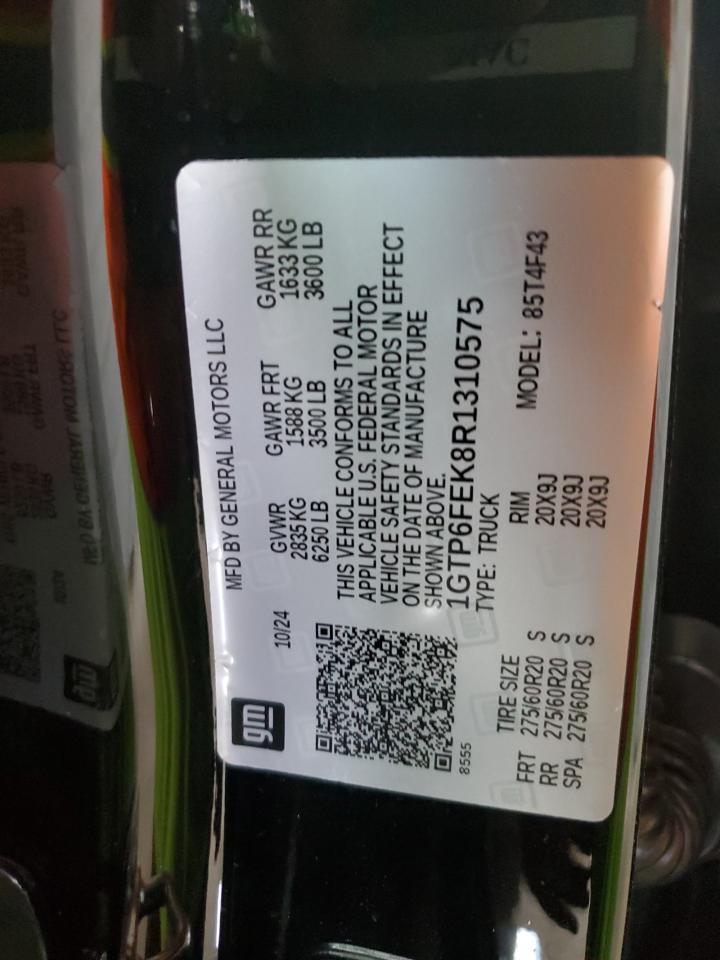 gm
MFD BY GENERAL MOTORS LLC
10/24
GVWR GAWR FRT GAWR RR
2835 KG 1588 KG 1633 KG
6250 LB 3500 LB 3600 LB
THIS VEHICLE CONFORMS TO ALL
APPLICABLE U.S. FEDERAL MOTOR
VEHICLE SAFETY STANDARDS IN EFFECT
ON THE DATE OF MANUFACTURE
SHOWN ABOVE.
8555
1GTP6FEK8R1310575
TYPE: TRUCK
TIRE SIZE RIM MODEL: 85T4F43
FRT 275/60R20 S 20X9J
RR 275/60R20 S 20X9J
SPA 275/60R20 S 20X9J